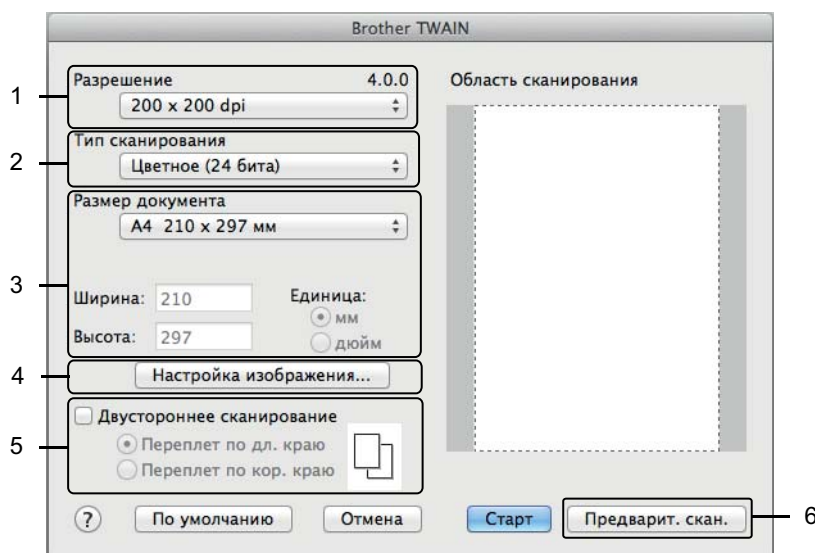 Brother TWAIN
1
Разрешение 4.0.0
200 x 200 dpi
2
Тип сканирования
Цветное (24 бита)
3
Размер документа
A4 210 x 297 мм
Ширина: 210
Высота: 297
Единица:
мм
дюйм
4
Настройка изображения...
5
Двустороннее сканирование
Переплет по дл. краю
Переплет по кор. краю
Область сканирования
? По умолчанию Отмена Старт Предварит. скан.
6